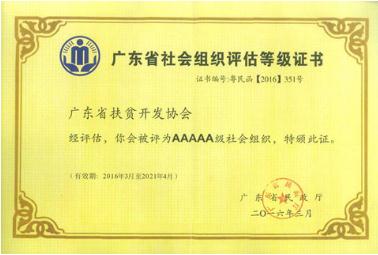 广东省社会组织评估等级证书
证书编号:粤民函【2016】351号
广东省扶贫开发协会
经评估，你会被评为AAAAA级社会组织，特颁此证。
(有效期：2016年3月至2021年4月)
广东省民政厅
二〇一六年三月